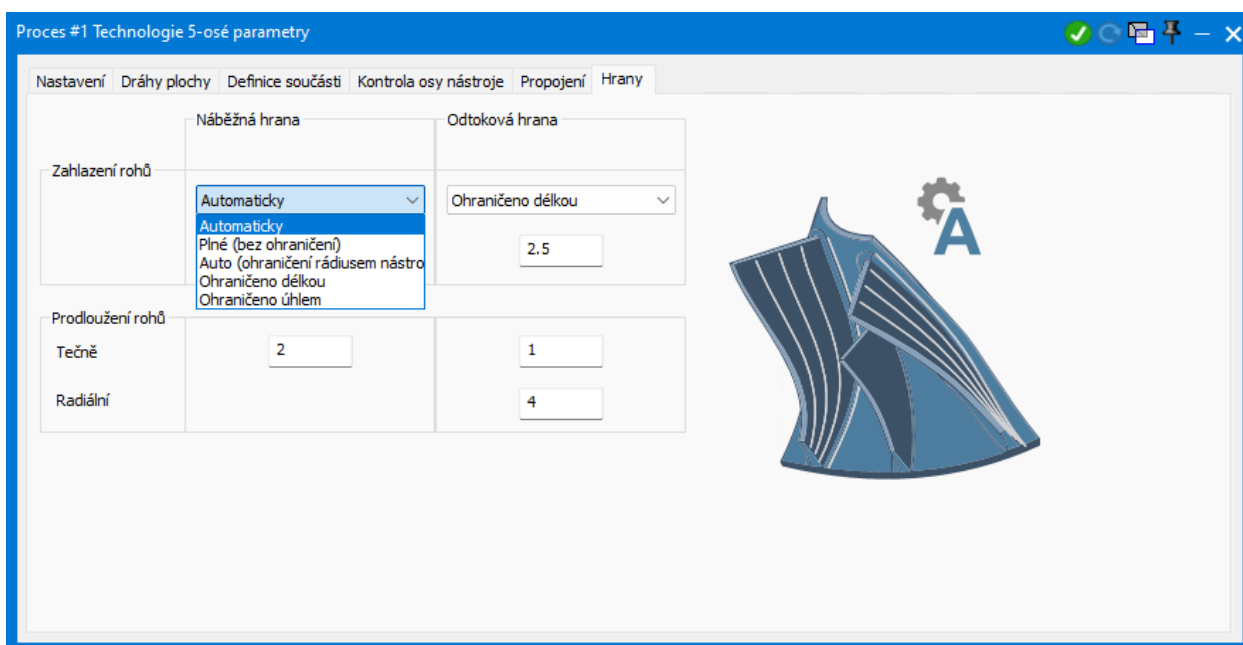 Proces #1 Technologie 5-osé parametry
Nastavení Dráhy plochy Definice součásti Kontrola osy nástroje Propojení Hrany
Náběžná hrana Odtoková hrana
Zahlazení rohů
Automaticky Ohraničeno délkou
Automaticky
Plné (bez ohraničení)
2.5
Auto (ohraničení rádiusem nástro
Ohraničeno délkou
Ohraničeno úhlem
Prodloužení rohů
Tečně 2 1
Radiální 4
A